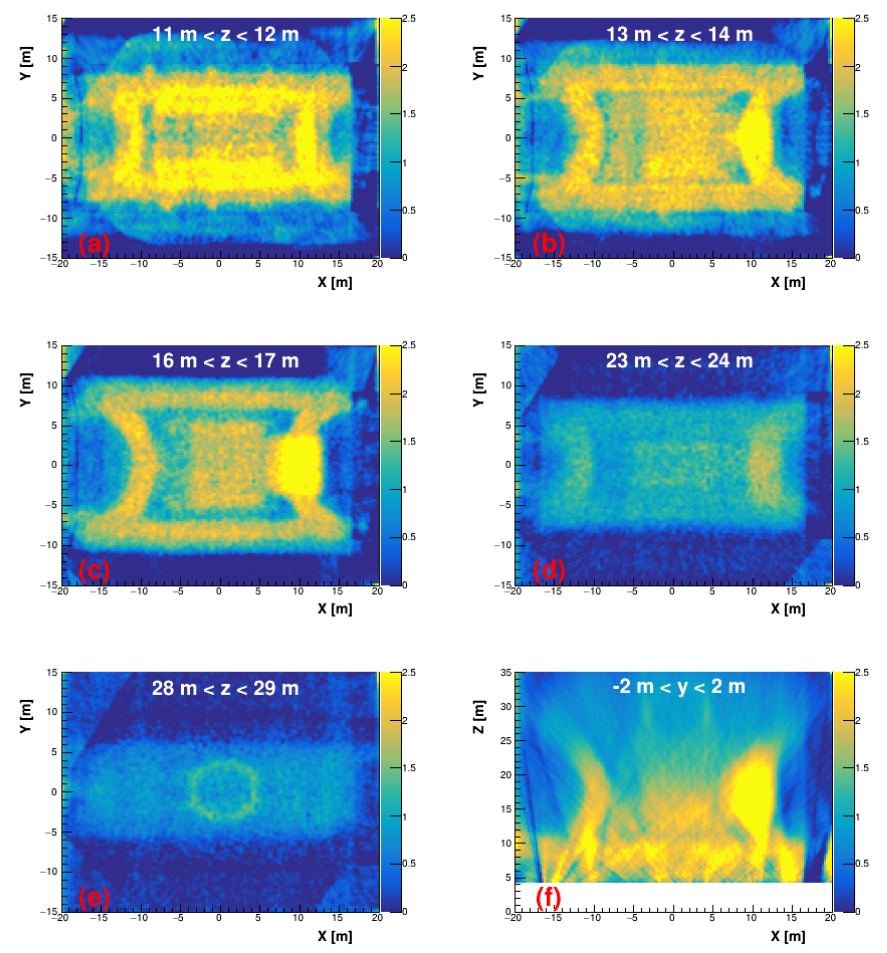 11 m < z < 12 m
Y [m]
15
10
5
0
−5
−10
−15
−20 −15 −10 −5 0 5 10 15 20
X [m]
2.5
2
1.5
1
0.5
0
(a)
13 m < z < 14 m
Y [m]
15
10
5
0
−5
−10
−15
−20 −15 −10 −5 0 5 10 15 20
X [m]
2.5
2
1.5
1
0.5
0
(b)
16 m < z < 17 m
Y [m]
15
10
5
0
−5
−10
−15
−20 −15 −10 −5 0 5 10 15 20
X [m]
2.5
2
1.5
1
0.5
0
(c)
23 m < z < 24 m
Y [m]
15
10
5
0
−5
−10
−15
−20 −15 −10 −5 0 5 10 15 20
X [m]
2.5
2
1.5
1
0.5
0
(d)
28 m < z < 29 m
Y [m]
15
10
5
0
−5
−10
−15
−20 −15 −10 −5 0 5 10 15 20
X [m]
2.5
2
1.5
1
0.5
0
(e)
-2 m < y < 2 m
Z [m]
35
30
25
20
15
10
5
0
−20 −15 −10 −5 0 5 10 15 20
X [m]
2.5
2
1.5
1
0.5
0
(f)